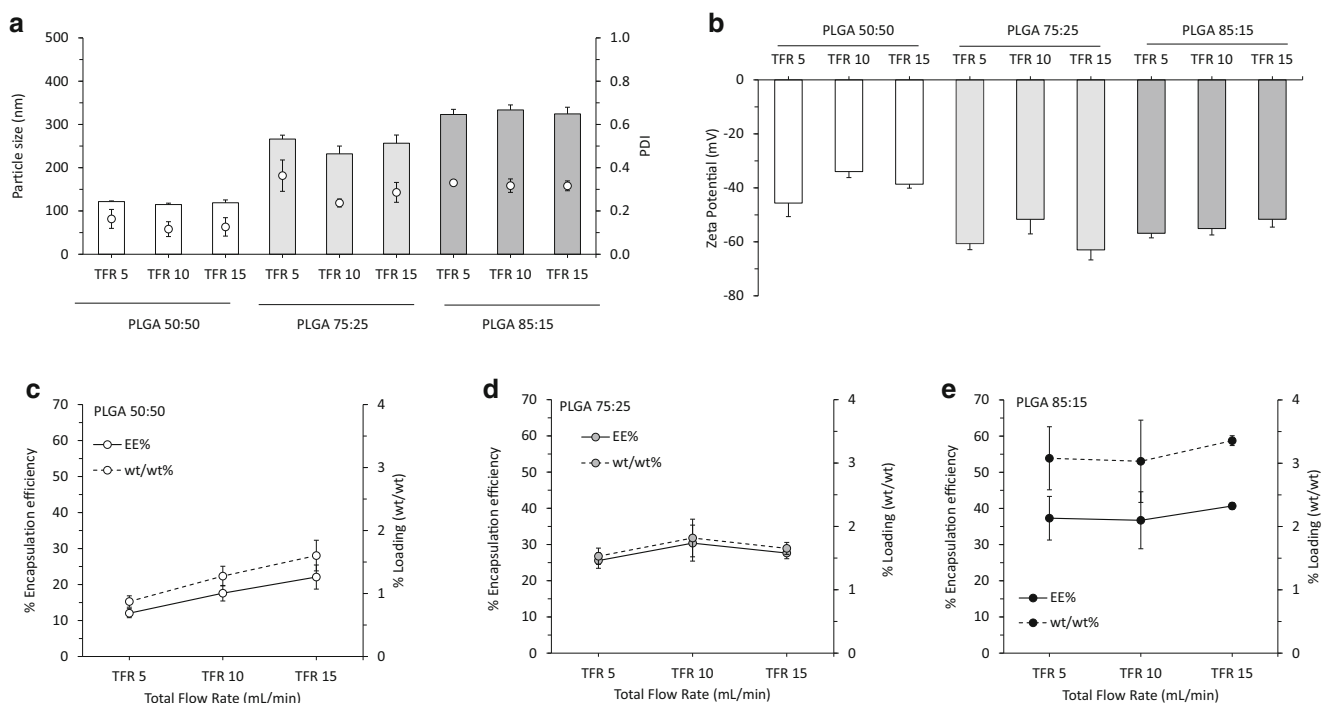 a
500
400
300
200
100
0
Particle size (nm)
1.0
0.8
0.6
0.4
0.2
0.0
PDI
TFR 5 TFR 10 TFR 15 TFR 5 TFR 10 TFR 15 TFR 5 TFR 10 TFR 15
PLGA 50:50 PLGA 75:25 PLGA 85:15
b
PLGA 50:50 PLGA 75:25 PLGA 85:15
TFR 5 TFR 10 TFR 15 TFR 5 TFR 10 TFR 15 TFR 5 TFR 10 TFR 15
0
-20
-40
-60
-80
Zeta Potential (mV)
c
PLGA 50:50
EE%
wt/wt%
70
60
50
40
30
20
10
0
% Encapsulation efficiency
4
3
2
1
0
% Loading (wt/wt)
TFR 5 TFR 10 TFR 15
Total Flow Rate (mL/min)
d
PLGA 75:25
EE%
wt/wt%
70
60
50
40
30
20
10
0
% Encapsulation efficiency
4
3
2
1
0
% Loading (wt/wt)
TFR 5 TFR 10 TFR 15
Total Flow Rate (mL/min)
e
PLGA 85:15
70
60
50
40
30
20
10
0
% Encapsulation efficiency
EE%
wt/wt%
4
3
2
1
0
% Loading (wt/wt)
TFR 5 TFR 10 TFR 15
Total Flow Rate (mL/min)